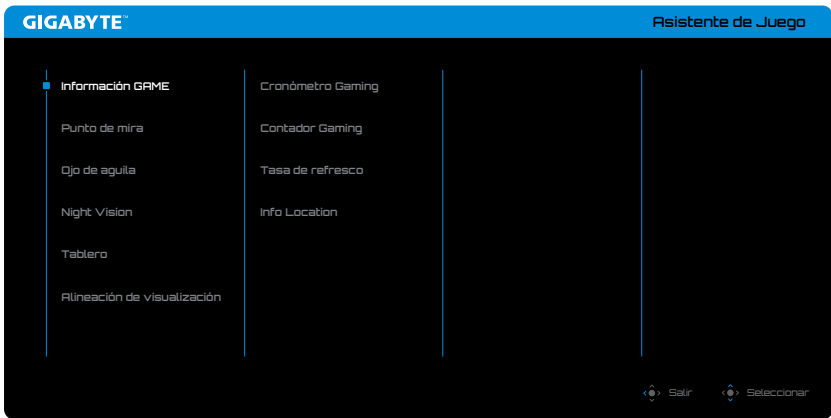 GIGABYTE™
Asistente de Juego
Información GAME
Punto de mira
Ojo de aguila
Night Vision
Tablero
Alineación de visualización
Cronómetro Gaming
Contador Gaming
Tasa de refresco
Info Location
Salir
Seleccionar